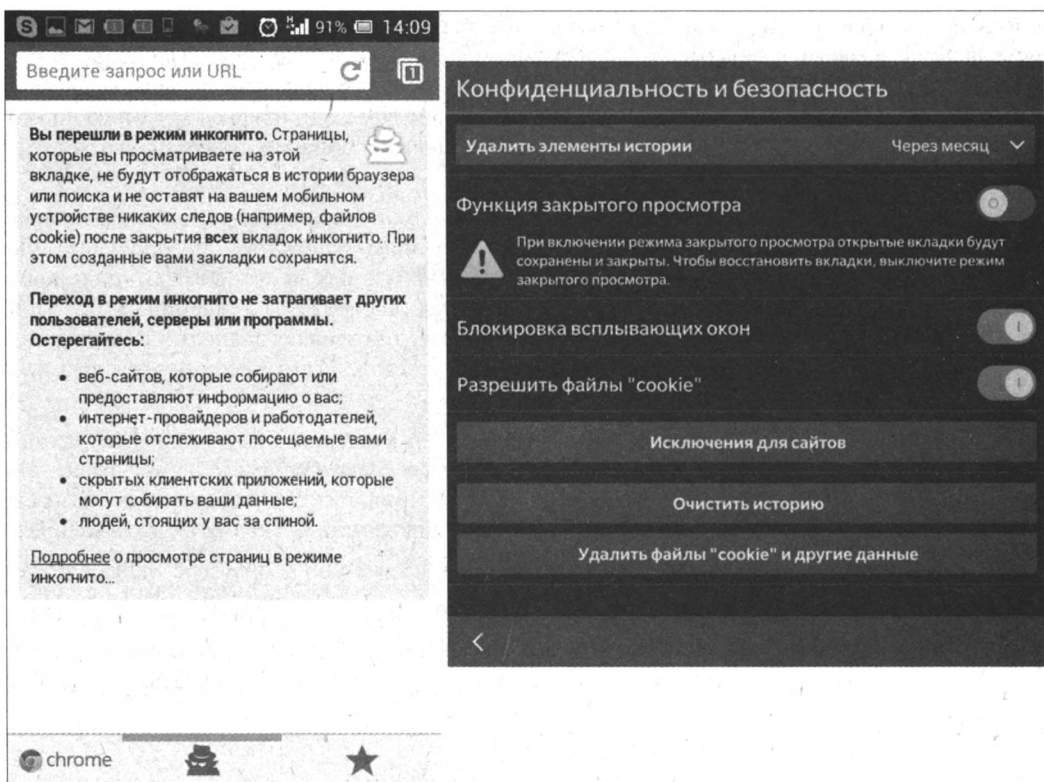 91% 14:09
Введите запрос или URL
1
Вы перешли в режим инкогнито. Страницы,
которые вы просматриваете на этой
вкладке, не будут отображаться в истории браузера
или поиска и не оставят на вашем мобильном
устройстве никаких следов (например, файлов
cookie) после закрытия всех вкладок инкогнито. При
этом созданные вами закладки сохранятся.
Переход в режим инкогнито не затрагивает других
пользователей, серверы или программы.
Остерегайтесь:
• веб-сайтов, которые собирают или
предоставляют информацию о вас;
• интернет-провайдеров и работодателей,
которые отслеживают посещаемые вами
страницы;
• скрытых клиентских приложений, которые
могут собирать ваши данные;
• людей, стоящих у вас за спиной.
Подробнее о просмотре страниц в режиме
инкогнито...
chrome
Конфиденциальность и безопасность
Удалить элементы истории Через месяц
Функция закрытого просмотра
При включении режима закрытого просмотра открытые вкладки будут
сохранены и закрыты. Чтобы восстановить вкладки, выключите режим
закрытого просмотра.
Блокировка всплывающих окон
Разрешить файлы "cookie"
Исключения для сайтов
Очистить историю
Удалить файлы "cookie" и другие данные